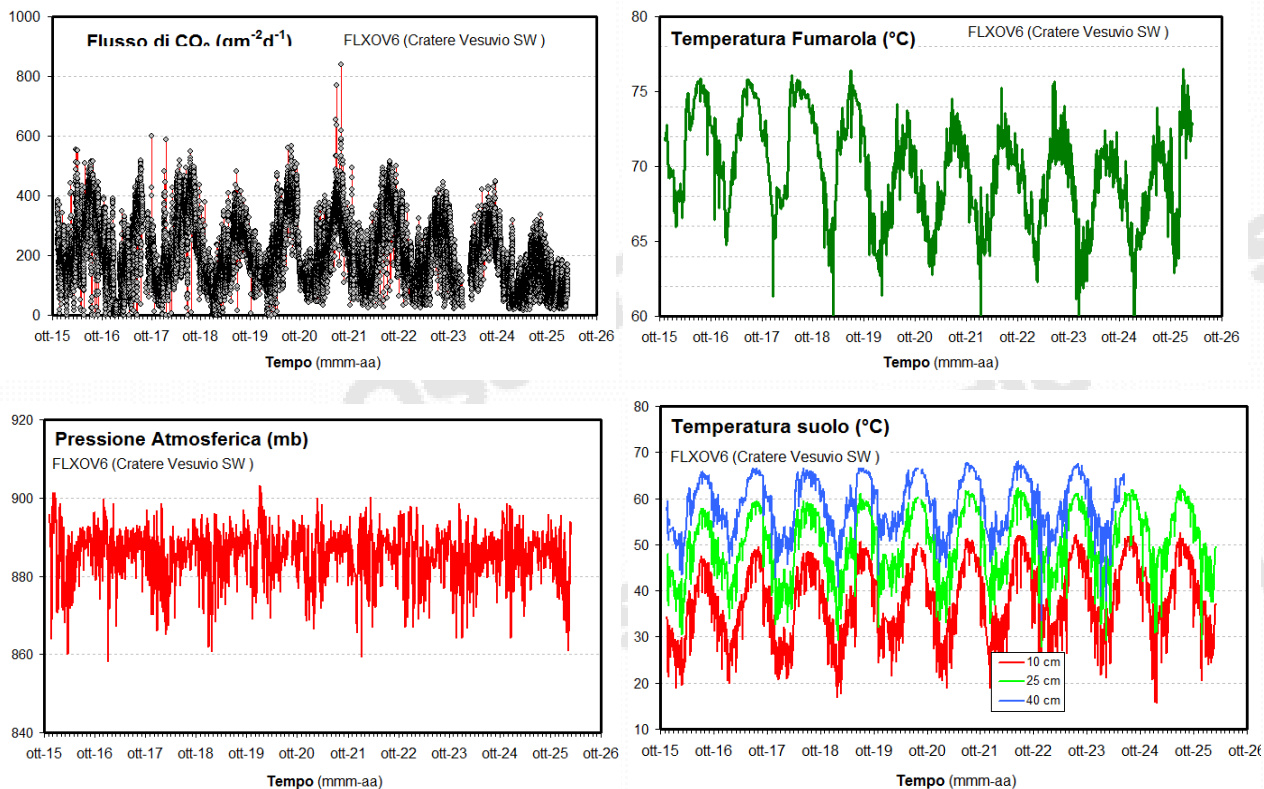 Flusso di CO₂ (gm⁻²d⁻¹)
FLXOV6 (Cratere Vesuvio SW )
1000
800
600
400
200
0
ott-15 ott-16 ott-17 ott-18 ott-19 ott-20 ott-21 ott-22 ott-23 ott-24 ott-25 ott-26
Tempo (mmm-aa)
Temperatura Fumarola (°C)
FLXOV6 (Cratere Vesuvio SW )
80
75
70
65
60
ott-15 ott-16 ott-17 ott-18 ott-19 ott-20 ott-21 ott-22 ott-23 ott-24 ott-25 ott-26
Tempo (mmm-aa)
Pressione Atmosferica (mb)
FLXOV6 (Cratere Vesuvio SW )
920
900
880
860
840
ott-15 ott-16 ott-17 ott-18 ott-19 ott-20 ott-21 ott-22 ott-23 ott-24 ott-25 ott-26
Tempo (mmm-aa)
Temperatura suolo (°C)
FLXOV6 (Cratere Vesuvio SW )
80
70
60
50
40
30
20
10
10 cm
25 cm
40 cm
ott-15 ott-16 ott-17 ott-18 ott-19 ott-20 ott-21 ott-22 ott-23 ott-24 ott-25 ott-26
Tempo (mmm-aa)